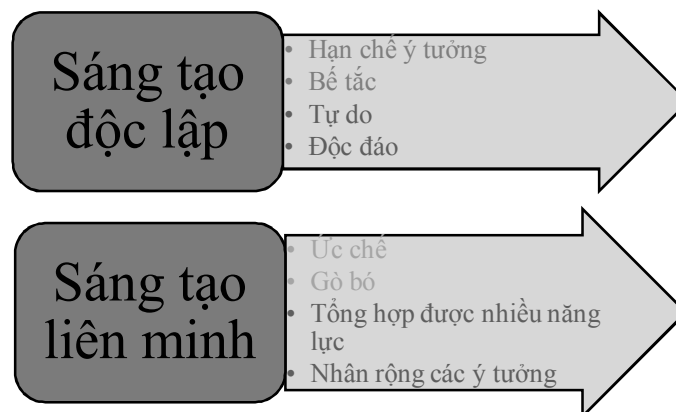 Sáng tạo
độc lập
• Hạn chế ý tưởng
• Bế tắc
• Tự do
• Độc đáo
Sáng tạo
liên minh
• Ức chế
• Gò bó
• Tổng hợp được nhiều năng
lực
• Nhân rộng các ý tưởng